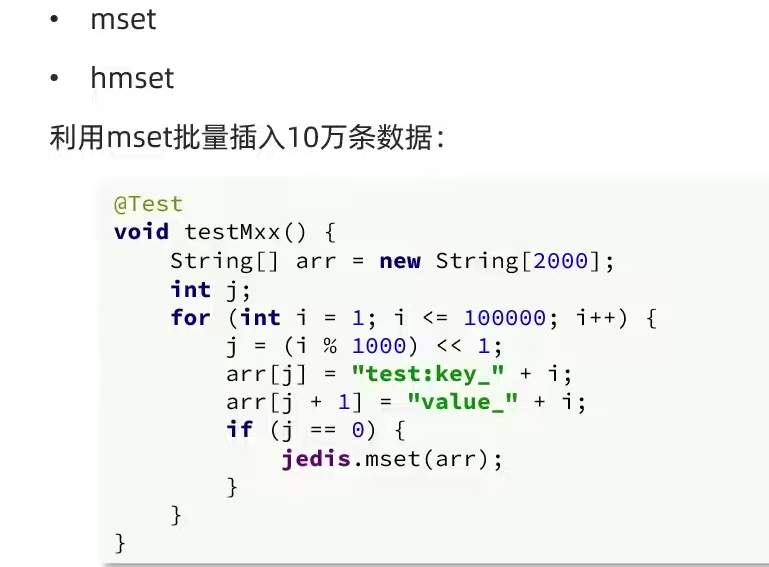 • mset
• hmset
利用mset批量插入10万条数据：
@Test
void testMxx() {
    String[] arr = new String[2000];
    int j;
    for (int i = 1; i <= 100000; i++) {
        j = (i % 1000) << 1;
        arr[j] = "test:key_" + i;
        arr[j + 1] = "value_" + i;
        if (j == 0) {
            jedis.mset(arr);
        }
    }
}